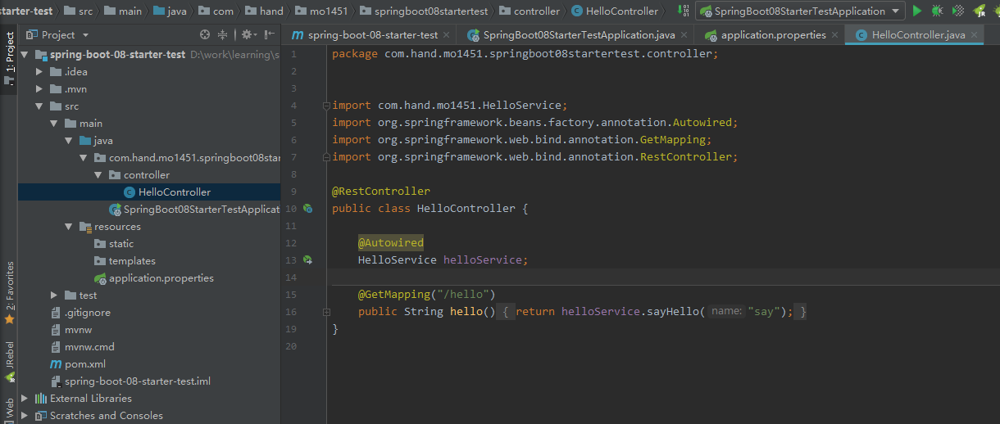 starter-test src main java com hand mo1451 springboot08startertest controller HelloController SpringBoot08StarterTestApplication
1: Project
Project
spring-boot-08-starter-test × SpringBoot08StarterTestApplication.java × application.properties × HelloController.java ×
spring-boot-08-starter-test D:\work\learning\s
.idea
.mvn
src
main
java
com.hand.mo1451.springboot08star
controller
HelloController
SpringBoot08StarterTestApplicat
resources
static
templates
application.properties
test
.gitignore
mvnw
mvnw.cmd
pom.xml
spring-boot-08-starter-test.iml
External Libraries
Scratches and Consoles
2: Favorites
JRebel
Web
1 package com.hand.mo1451.springboot08startertest.controller;
2
3
4 import com.hand.mo1451.HelloService;
5 import org.springframework.beans.factory.annotation.Autowired;
6 import org.springframework.web.bind.annotation.GetMapping;
7 import org.springframework.web.bind.annotation.RestController;
8
9 @RestController
10 public class HelloController {
11
12 @Autowired
13 HelloService helloService;
14
15 @GetMapping("/hello")
16 public String hello() { return helloService.sayHello( name: "say"); }
19 }
20